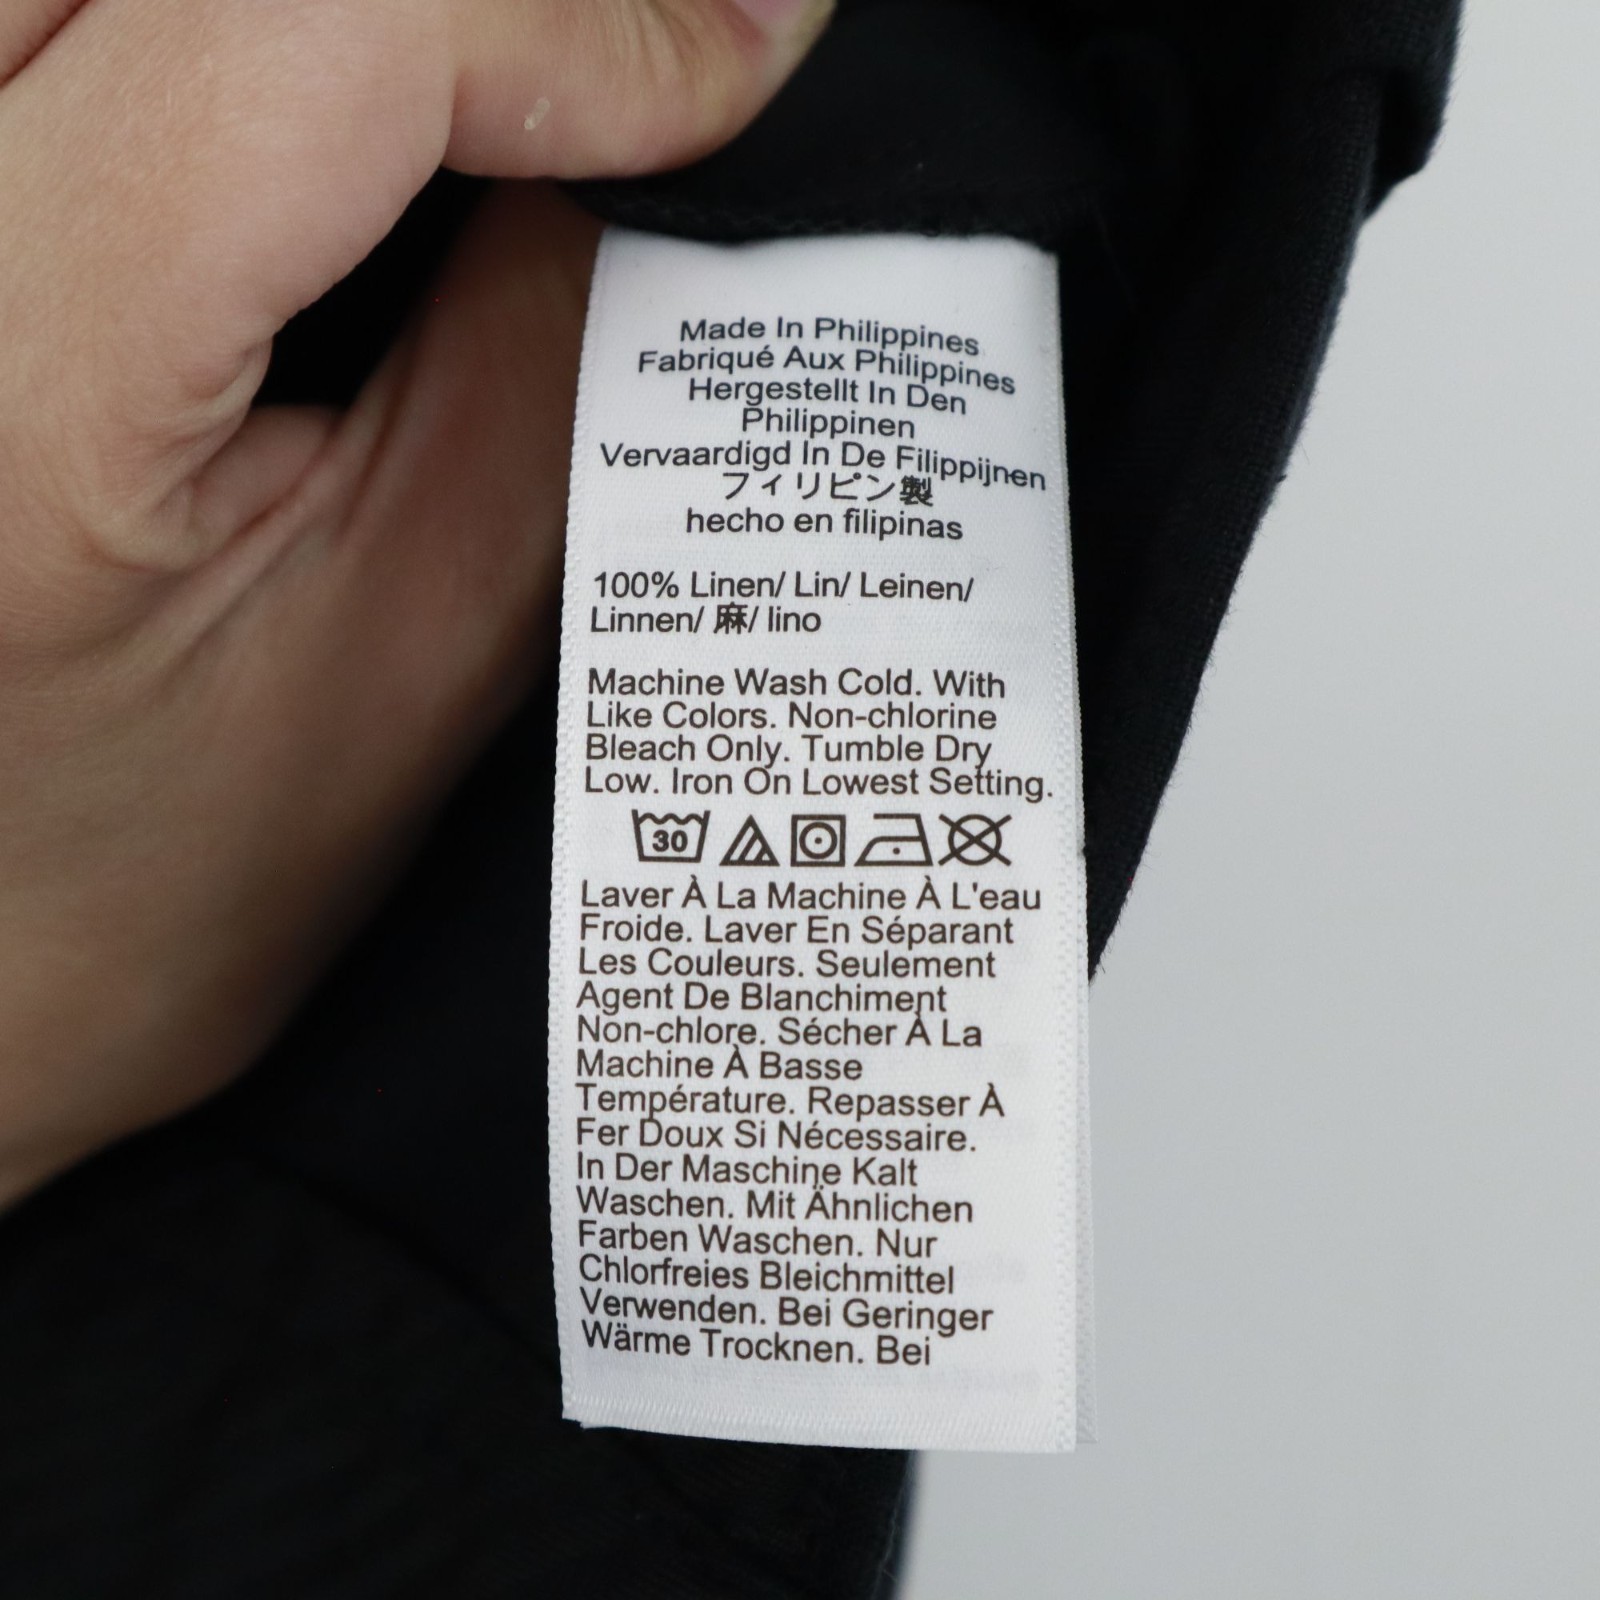 Made In Philippines
Fabriqué Aux Philippines
Hergestellt In Den
Philippinen
Vervaardigd In De Filippijnen
フィリピン製
hecho en filipinas
100% Linen/ Lin/ Leinen/
Linnen/ 麻/ lino
Machine Wash Cold. With
Like Colors. Non-chlorine
Bleach Only. Tumble Dry
Low. Iron On Lowest Setting.
30
Laver À La Machine À L'eau
Froide. Laver En Séparant
Les Couleurs. Seulement
Agent De Blanchiment
Non-chlore. Sécher À La
Machine À Basse
Température. Repasser À
Fer Doux Si Nécessaire.
In Der Maschine Kalt
Waschen. Mit Ähnlichen
Farben Waschen. Nur
Chlorfreies Bleichmittel
Verwenden. Bei Geringer
Wärme Trocknen. Bei